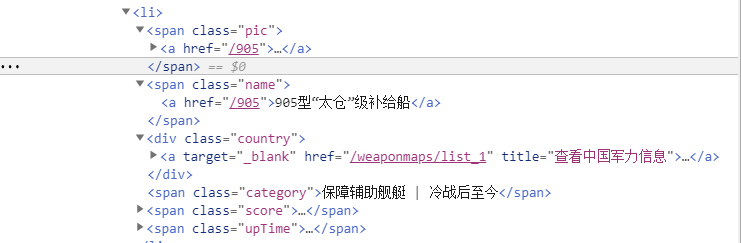 ▼<li>
▼<span class="pic">
▶<a href="/905">…</a>
</span> == $0
▼<span class="name">
<a href="/905">905型“太仓”级补给船</a>
</span>
▼<div class="country">
▶<a target="_blank" href="/weaponmaps/list_1" title="查看中国军力信息">…</a>
</div>
<span class="category">保障辅助舰艇 | 冷战后至今</span>
▶<span class="score">…</span>
▶<span class="upTime">…</span>
</li>